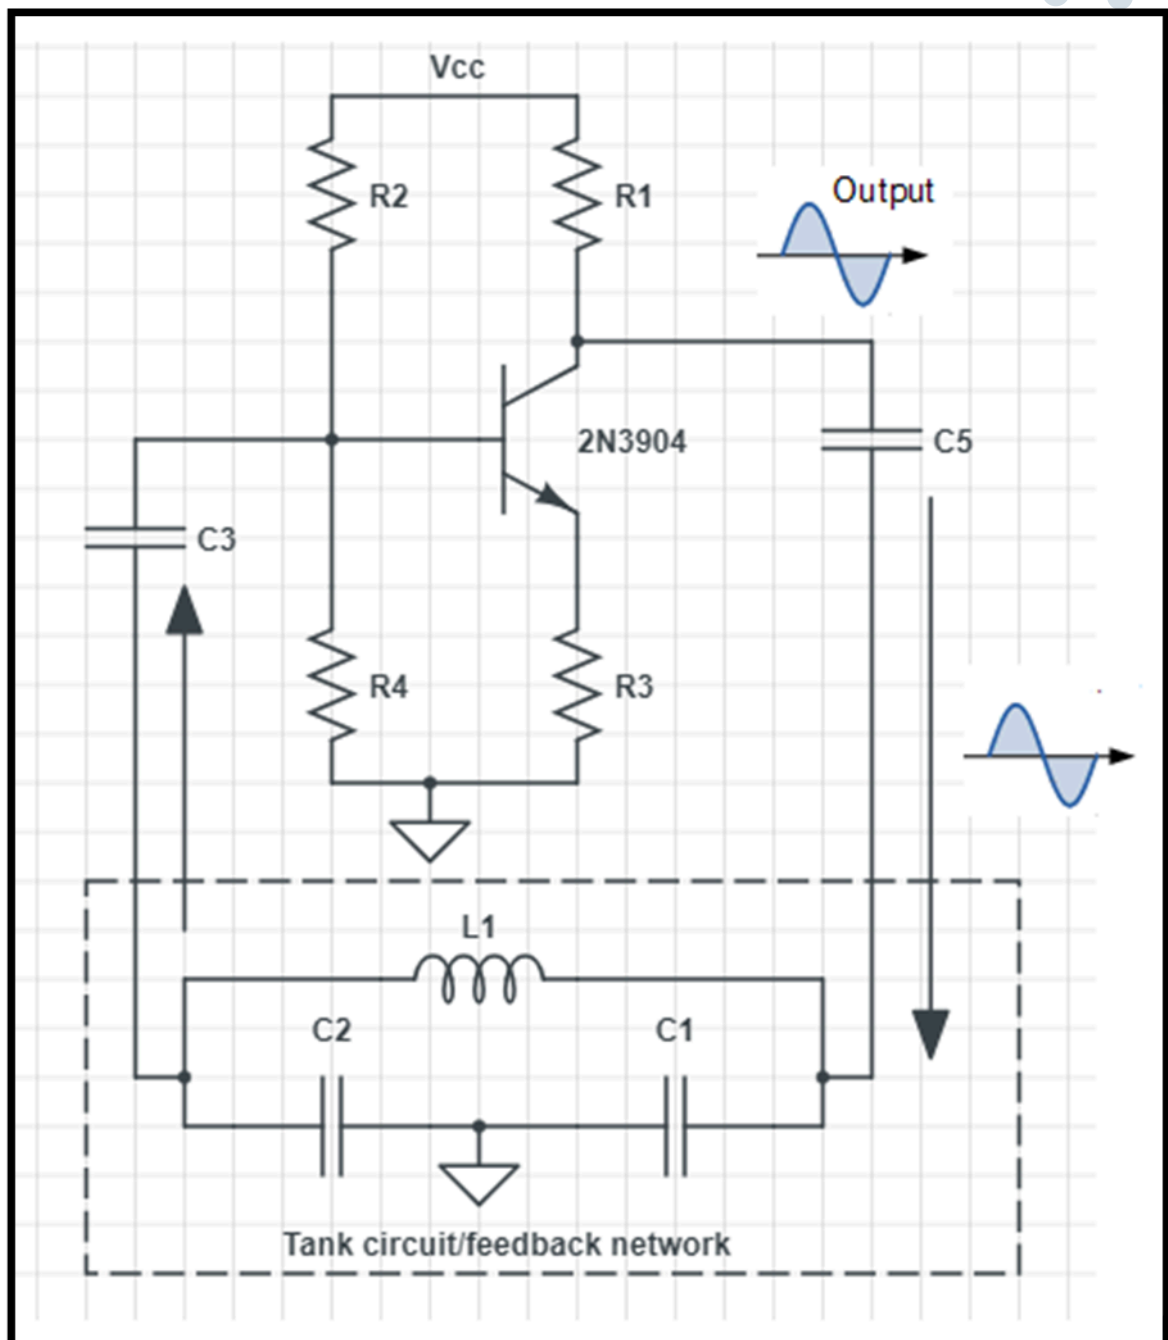 Vcc
R2
R1
Output
2N3904
C5
C3
R4
R3
L1
C2
C1
Tank circuit/feedback network